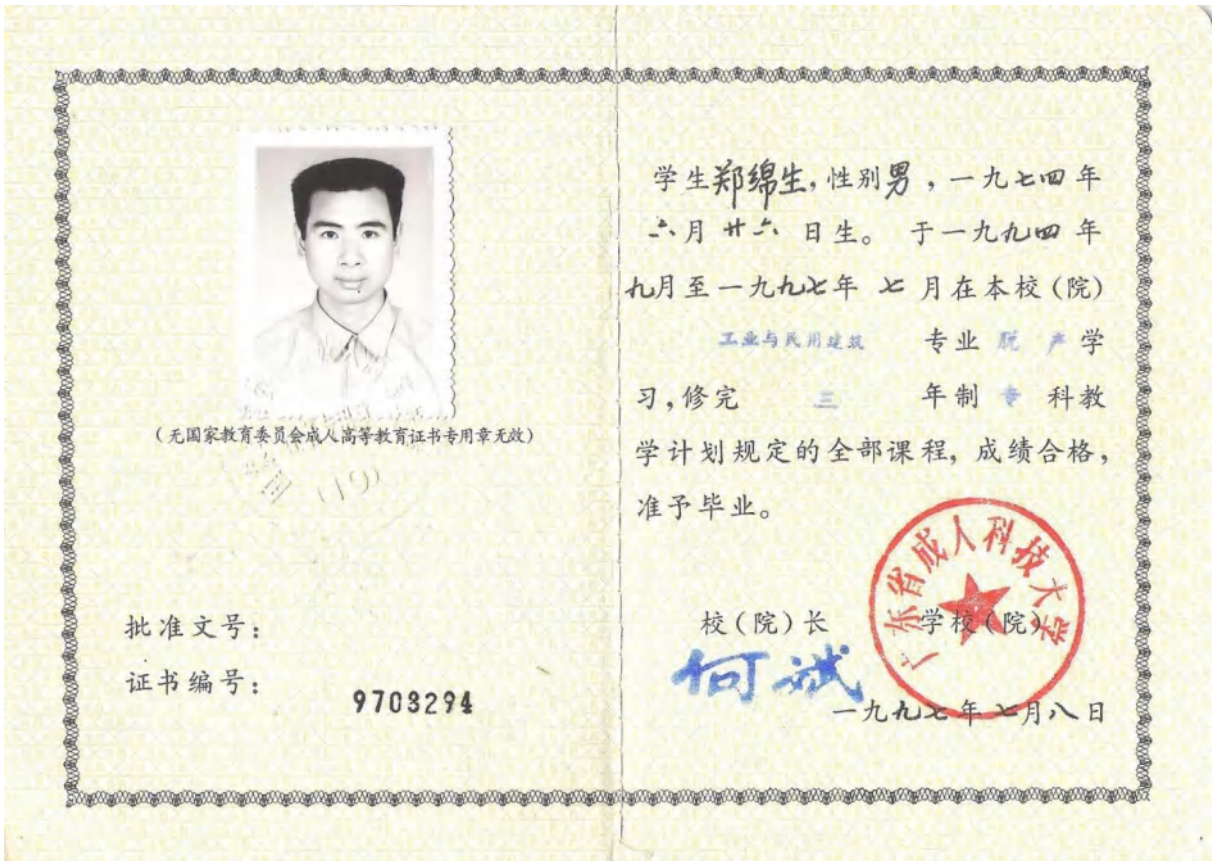 （无国家教育委员会成人高等教育证书专用章无效）
(19)
批准文号：
证书编号：
9703294
学生郑绵生，性别男，一九七四年
六月廿六日生。于一九九四年
九月至一九九七年七月在本校（院）
工业与民用建筑 专业脱产学
习，修完三年制专科教
学计划规定的全部课程，成绩合格，
准予毕业。
广东省成人科技大学
校（院）长 学校（院）
何斌
一九九七年七月八日